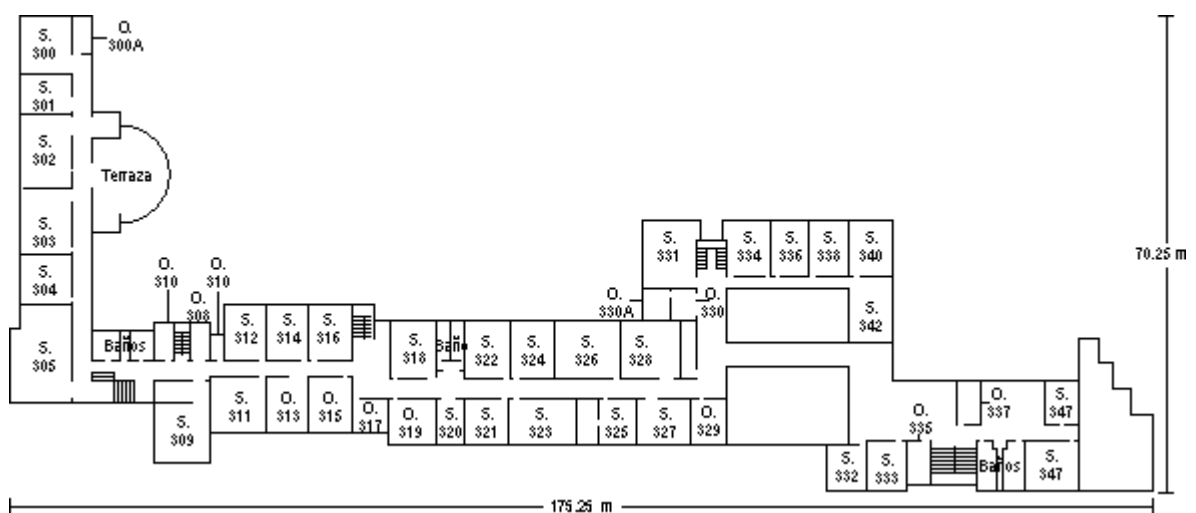 S.
300
O.
300A
S.
301
S.
302
Terraza
S.
303
S.
304
S.
305
Baños
O.
310
O.
308
O.
310
S.
312
S.
314
S.
316
S.
309
S.
311
O.
313
O.
315
O.
317
S.
318
Baño
S.
322
S.
324
S.
326
S.
328
O.
319
S.
320
S.
321
S.
323
S.
325
S.
327
O.
329
S.
331
O.
330A
O.
330
S.
334
S.
336
S.
338
S.
340
S.
342
S.
332
S.
333
O.
335
O.
337
S.
347
Baños
S.
347
70.25 m
175.25 m